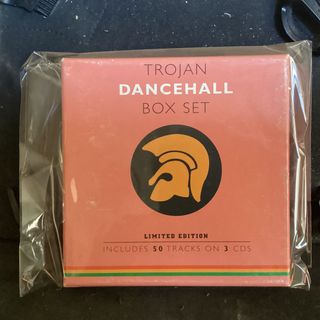 TROJAN
DANCEHALL
BOX SET
LIMITED EDITION
INCLUDES 50 TRACKS ON 3 CDS